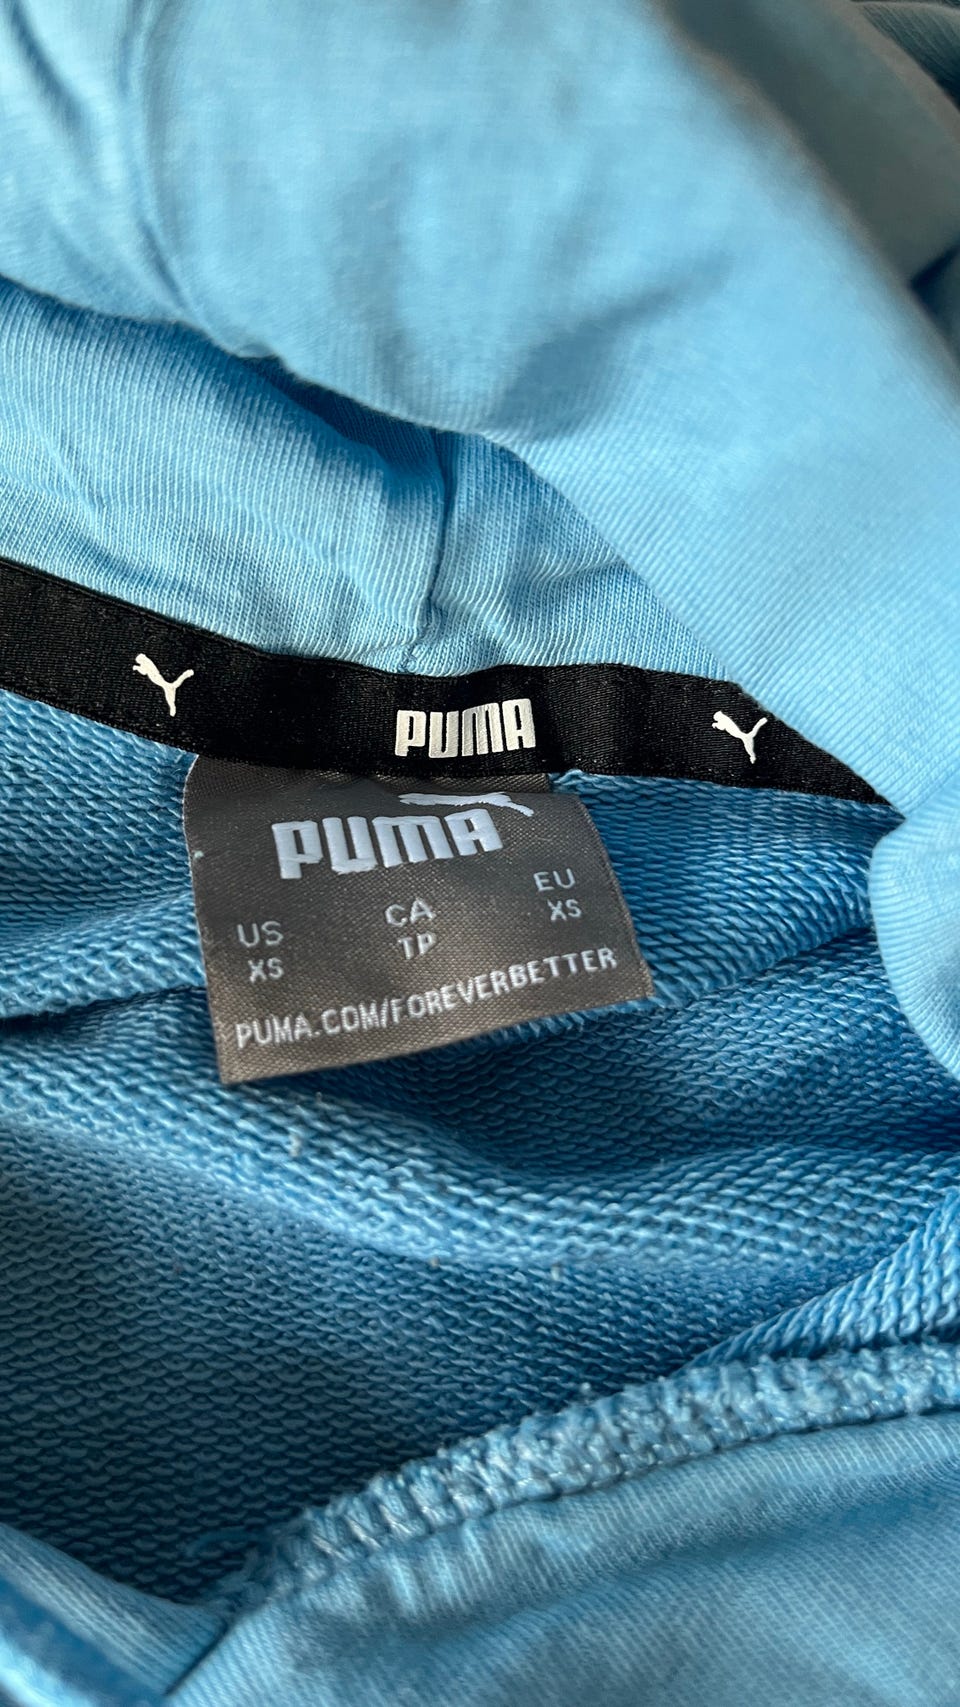 PUMA
PUMA
US CA EU
XS TP XS
PUMA.COM/FOREVERBETTER